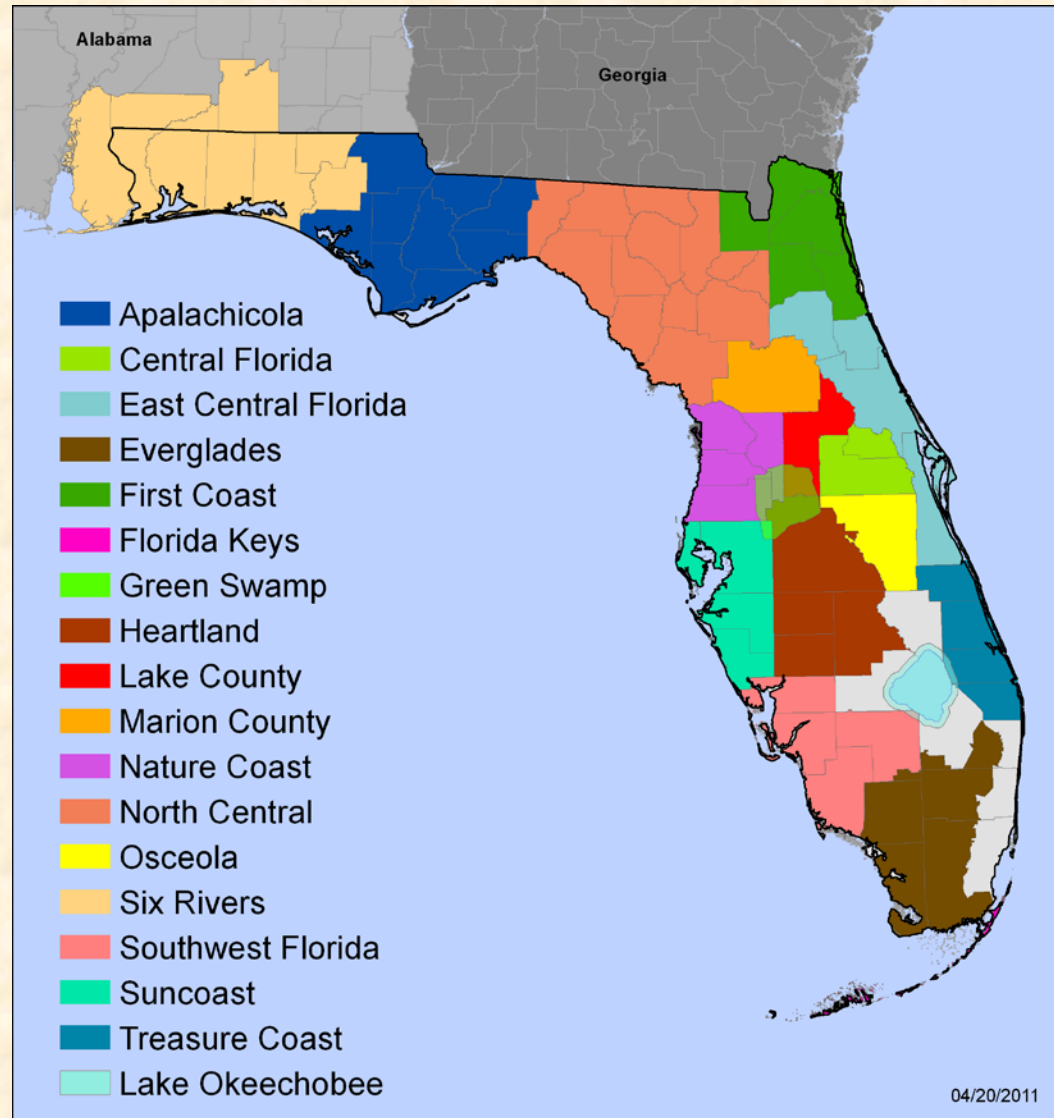 Alabama
Georgia
Apalachicola
Central Florida
East Central Florida
Everglades
First Coast
Florida Keys
Green Swamp
Heartland
Lake County
Marion County
Nature Coast
North Central
Osceola
Six Rivers
Southwest Florida
Suncoast
Treasure Coast
Lake Okeechobee
04/20/2011